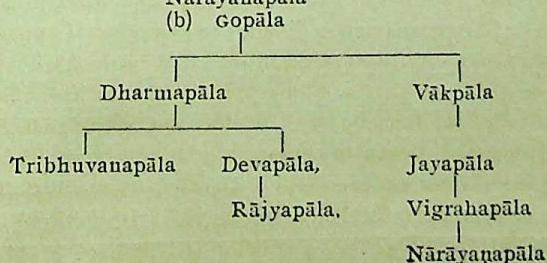 Nārāyaṇapāla
(b) Gopāla
Dharmapāla Vākpāla
Tribhuvanapāla Devapāla, Jayapāla
Rājyapāla. Vigrahapāla
Nārāyaṇapāla